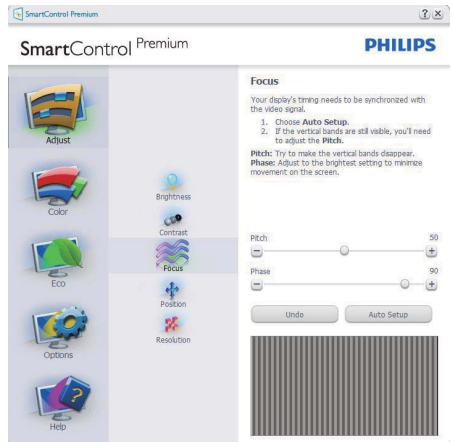 SmartControl Premium
SmartControl Premium
PHILIPS
Adjust
Color
Eco
Options
Help
Brightness
Contrast
Focus
Position
Resolution
Focus
Your display's timing needs to be synchronized with
the video signal.
1. Choose Auto Setup.
2. If the vertical bands are still visible, you'll need
to adjust the Pitch.
Pitch: Try to make the vertical bands disappear.
Phase: Adjust to the brightest setting to minimize
movement on the screen.
Pitch 50
Phase 90
Undo Auto Setup